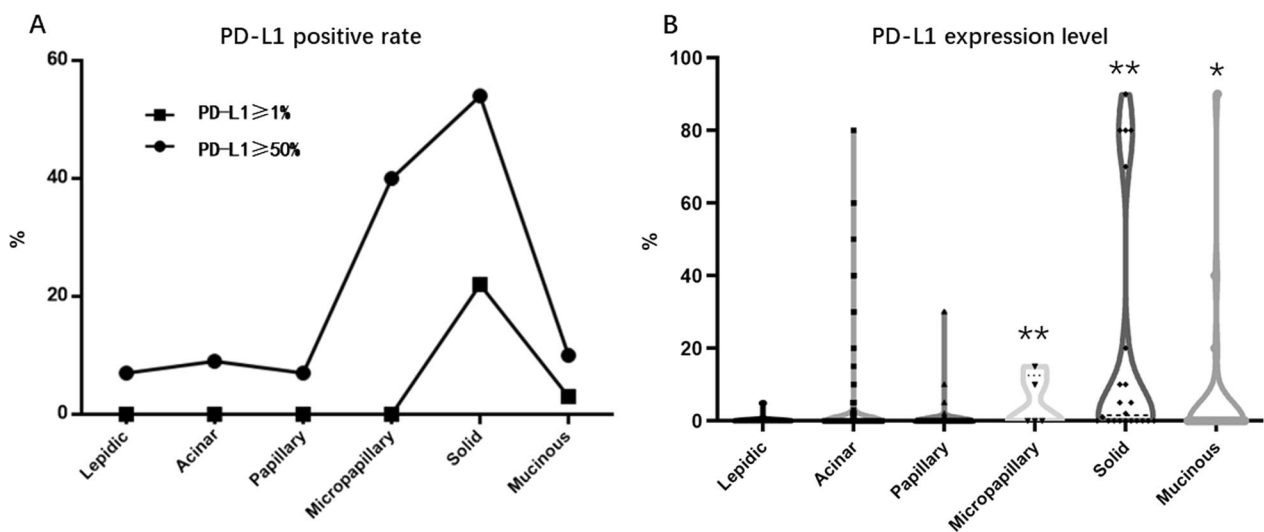 A
PD-L1 positive rate
60
40
20
0
%
PD-L1≥1%
PD-L1≥50%
Lepidic
Acinar
Papillary
Micropapillary
Solid
Mucinous
B
PD-L1 expression level
100
80
60
40
20
0
%
**
**
*
Lepidic
Acinar
Papillary
Micropapillary
Solid
Mucinous